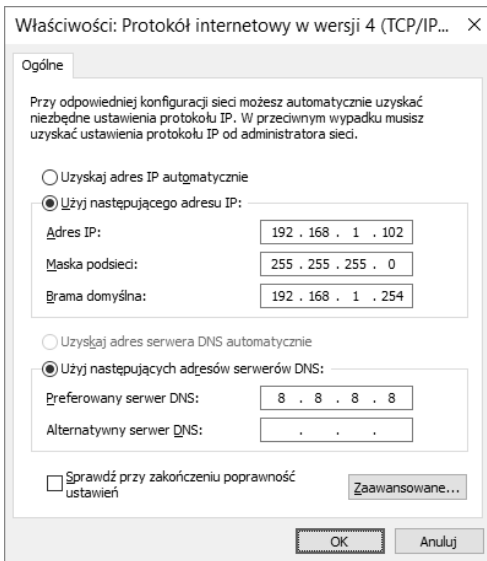 Właściwości: Protokół internetowy w wersji 4 (TCP/IP...
Ogólne
Przy odpowiedniej konfiguracji sieci możesz automatycznie uzyskać
niezbędne ustawienia protokołu IP. W przeciwnym wypadku musisz
uzyskać ustawienia protokołu IP od administratora sieci.
Uzyskaj adres IP automatycznie
Użyj następującego adresu IP:
Adres IP: 192 . 168 . 1 . 102
Maska podsieci: 255 . 255 . 255 . 0
Brama domyślna: 192 . 168 . 1 . 254
Uzyskaj adres serwera DNS automatycznie
Użyj następujących adresów serwerów DNS:
Preferowany serwer DNS: 8 . 8 . 8 . 8
Alternatywny serwer DNS: . . .
Sprawdź przy zakończeniu poprawność
ustawień
Zaawansowane...
OK Anuluj